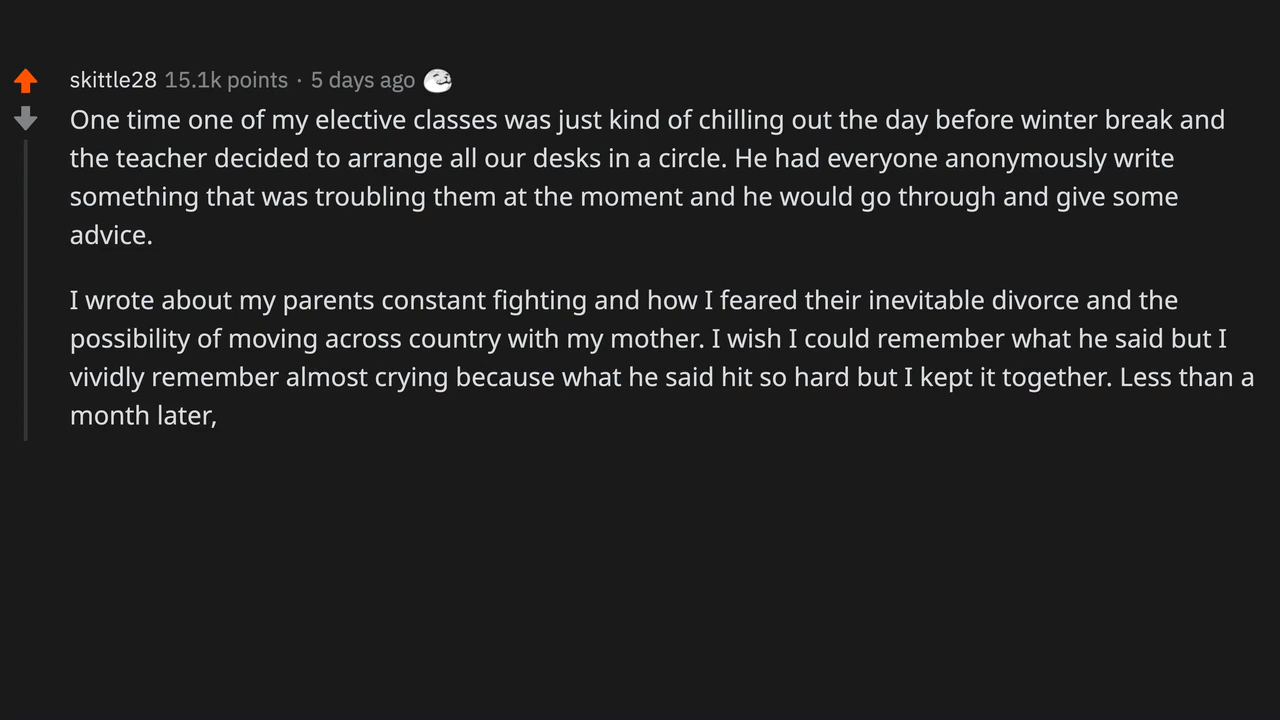 skittle28 15.1k points · 5 days ago
One time one of my elective classes was just kind of chilling out the day before winter break and
the teacher decided to arrange all our desks in a circle. He had everyone anonymously write
something that was troubling them at the moment and he would go through and give some
advice.
I wrote about my parents constant fighting and how I feared their inevitable divorce and the
possibility of moving across country with my mother. I wish I could remember what he said but I
vividly remember almost crying because what he said hit so hard but I kept it together. Less than a
month later,